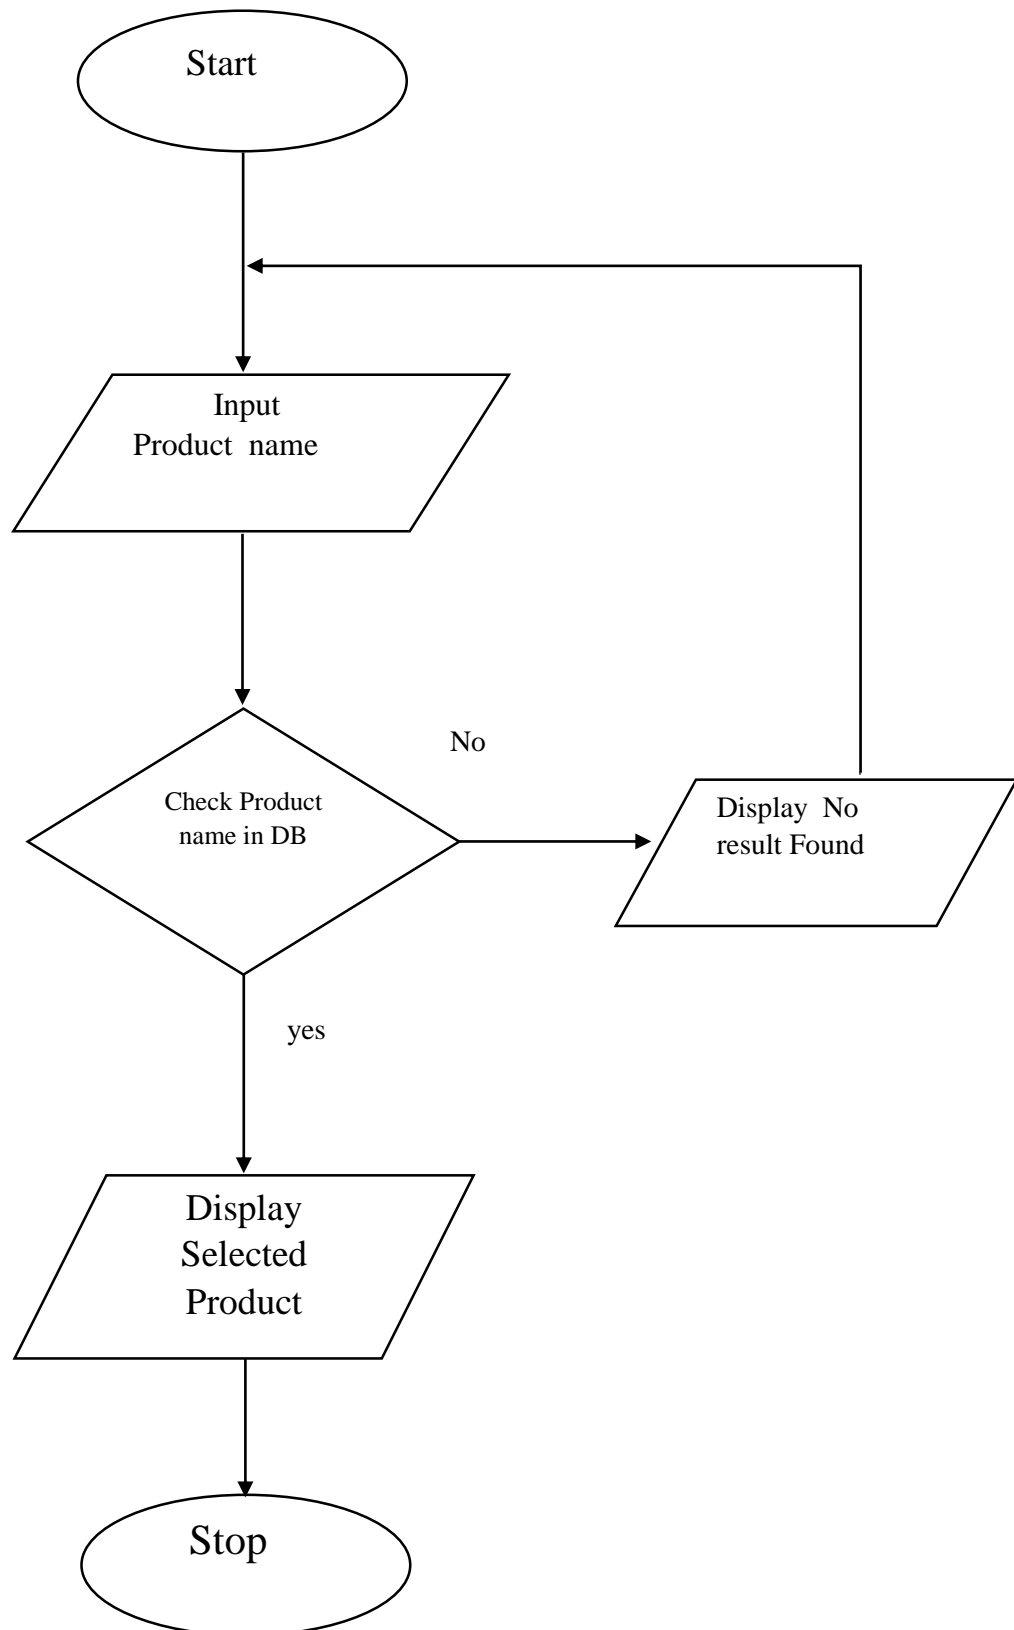 Start
Input
Product name
No
Check Product
name in DB
Display No
result Found
yes
Display
Selected
Product
Stop